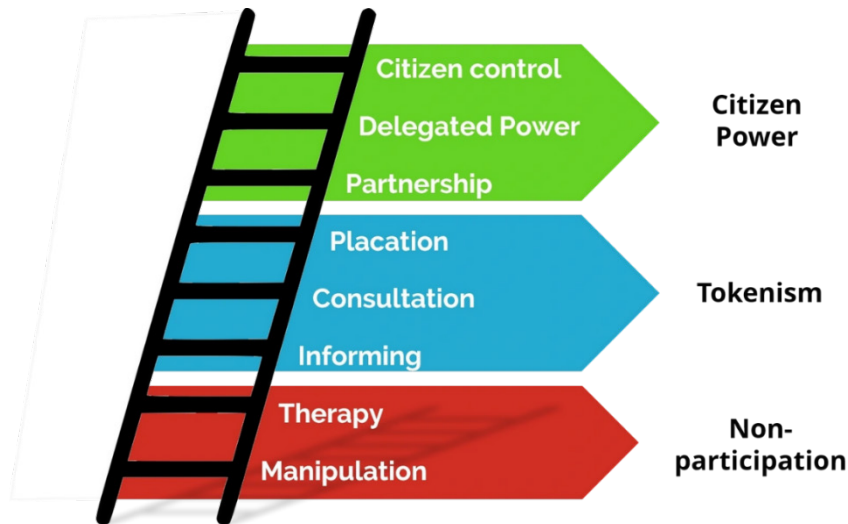 Citizen control
Delegated Power
Partnership
Citizen
Power
Placation
Consultation
Informing
Tokenism
Therapy
Manipulation
Non-
participation